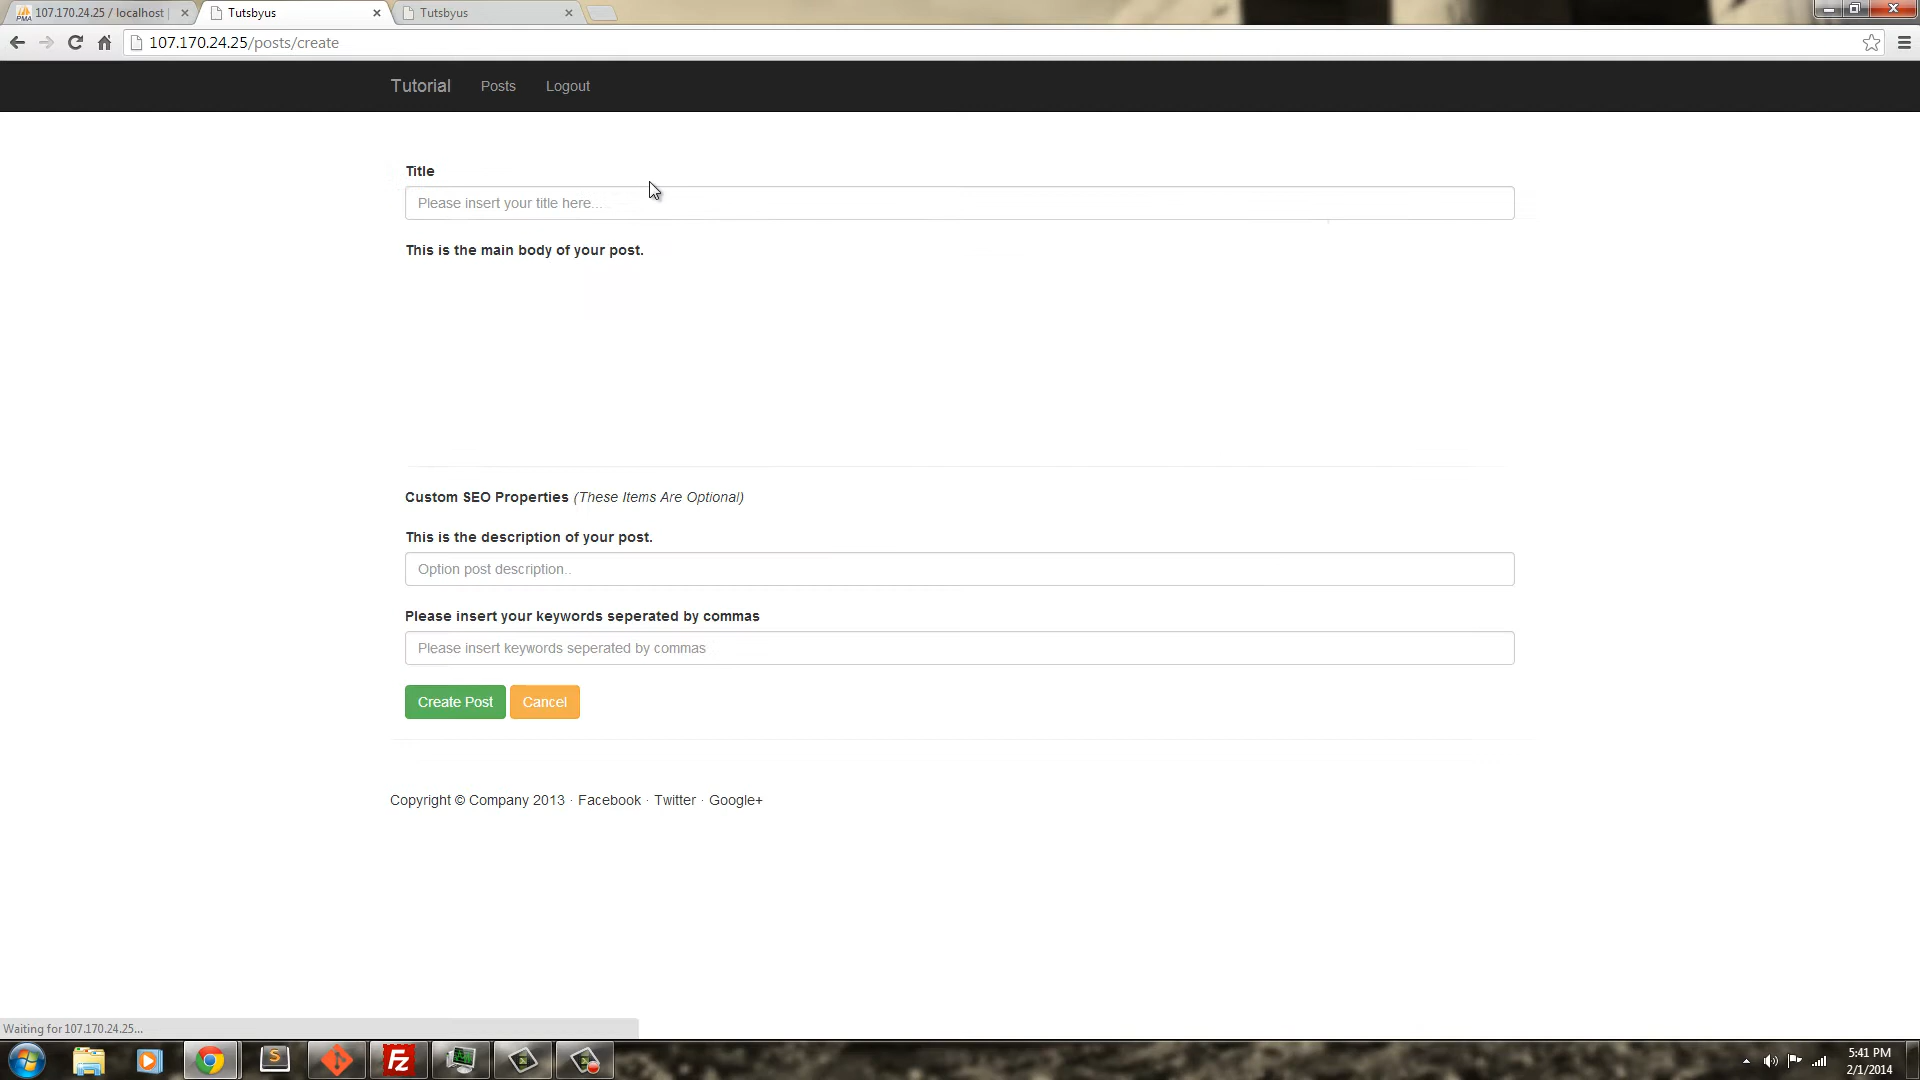 107.170.24.25 / localhost
Tutsbyus
Tutsbyus
107.170.24.25/posts/create
Tutorial Posts Logout
Title
Please insert your title here...
This is the main body of your post.
Custom SEO Properties (These Items Are Optional)
This is the description of your post.
Option post description..
Please insert your keywords seperated by commas
Please insert keywords seperated by commas
Create Post Cancel
Copyright © Company 2013 · Facebook · Twitter · Google+
Waiting for 107.170.24.25...
5:41 PM
2/1/2014